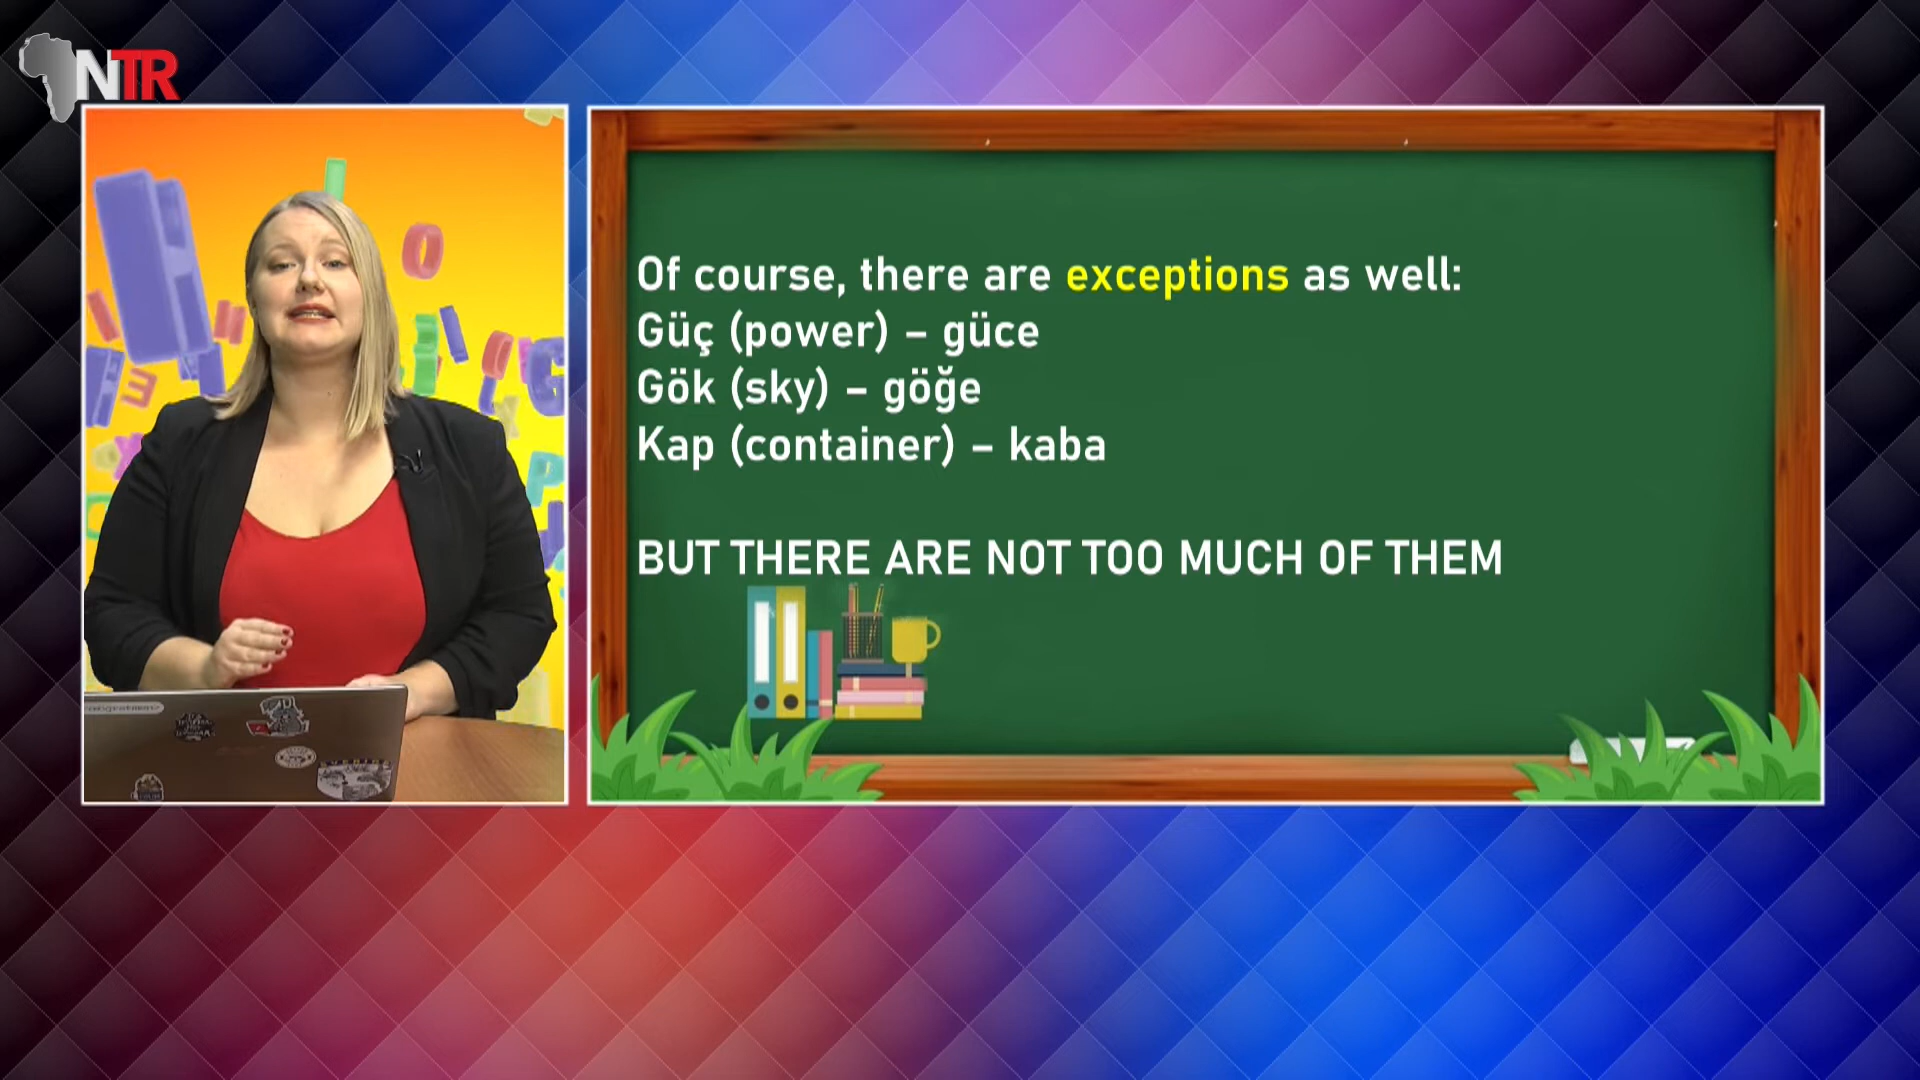 NTR
Of course, there are exceptions as well:
Güç (power) – güce
Gök (sky) – göğe
Kap (container) – kaba
BUT THERE ARE NOT TOO MUCH OF THEM